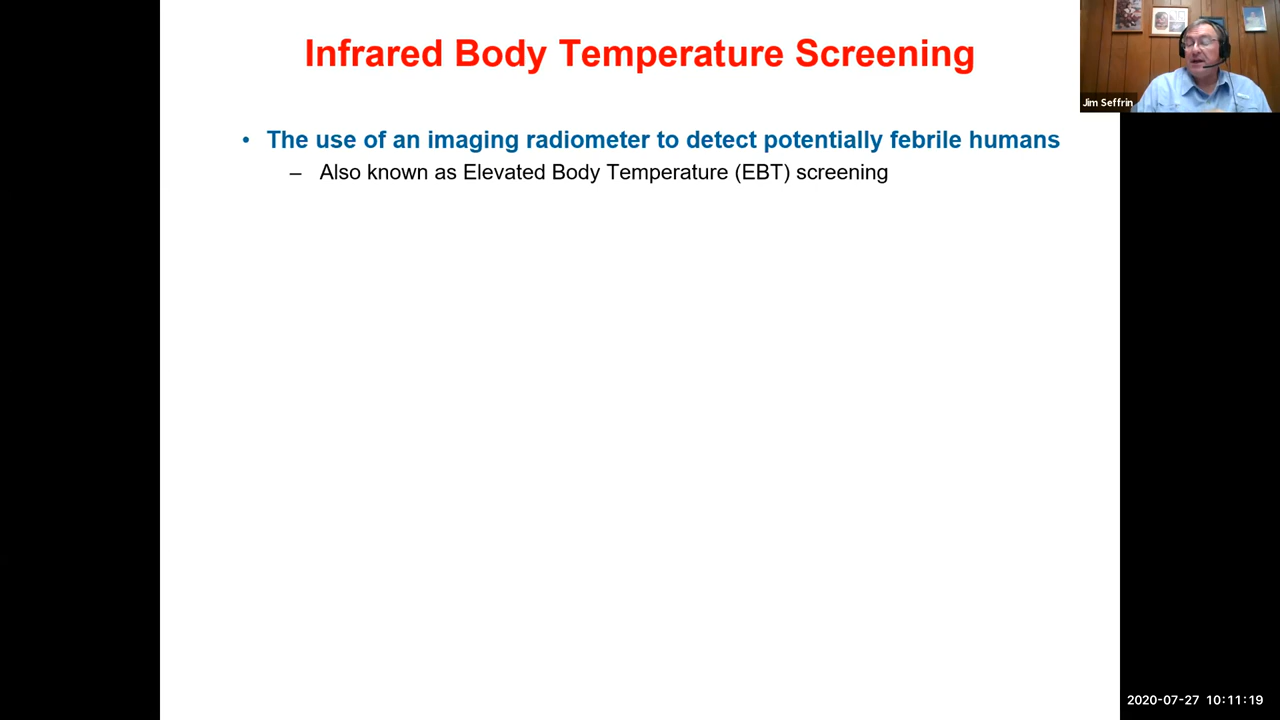 Infrared Body Temperature Screening
Jim Seffrin
• The use of an imaging radiometer to detect potentially febrile humans
– Also known as Elevated Body Temperature (EBT) screening
2020-07-27 10:11:19